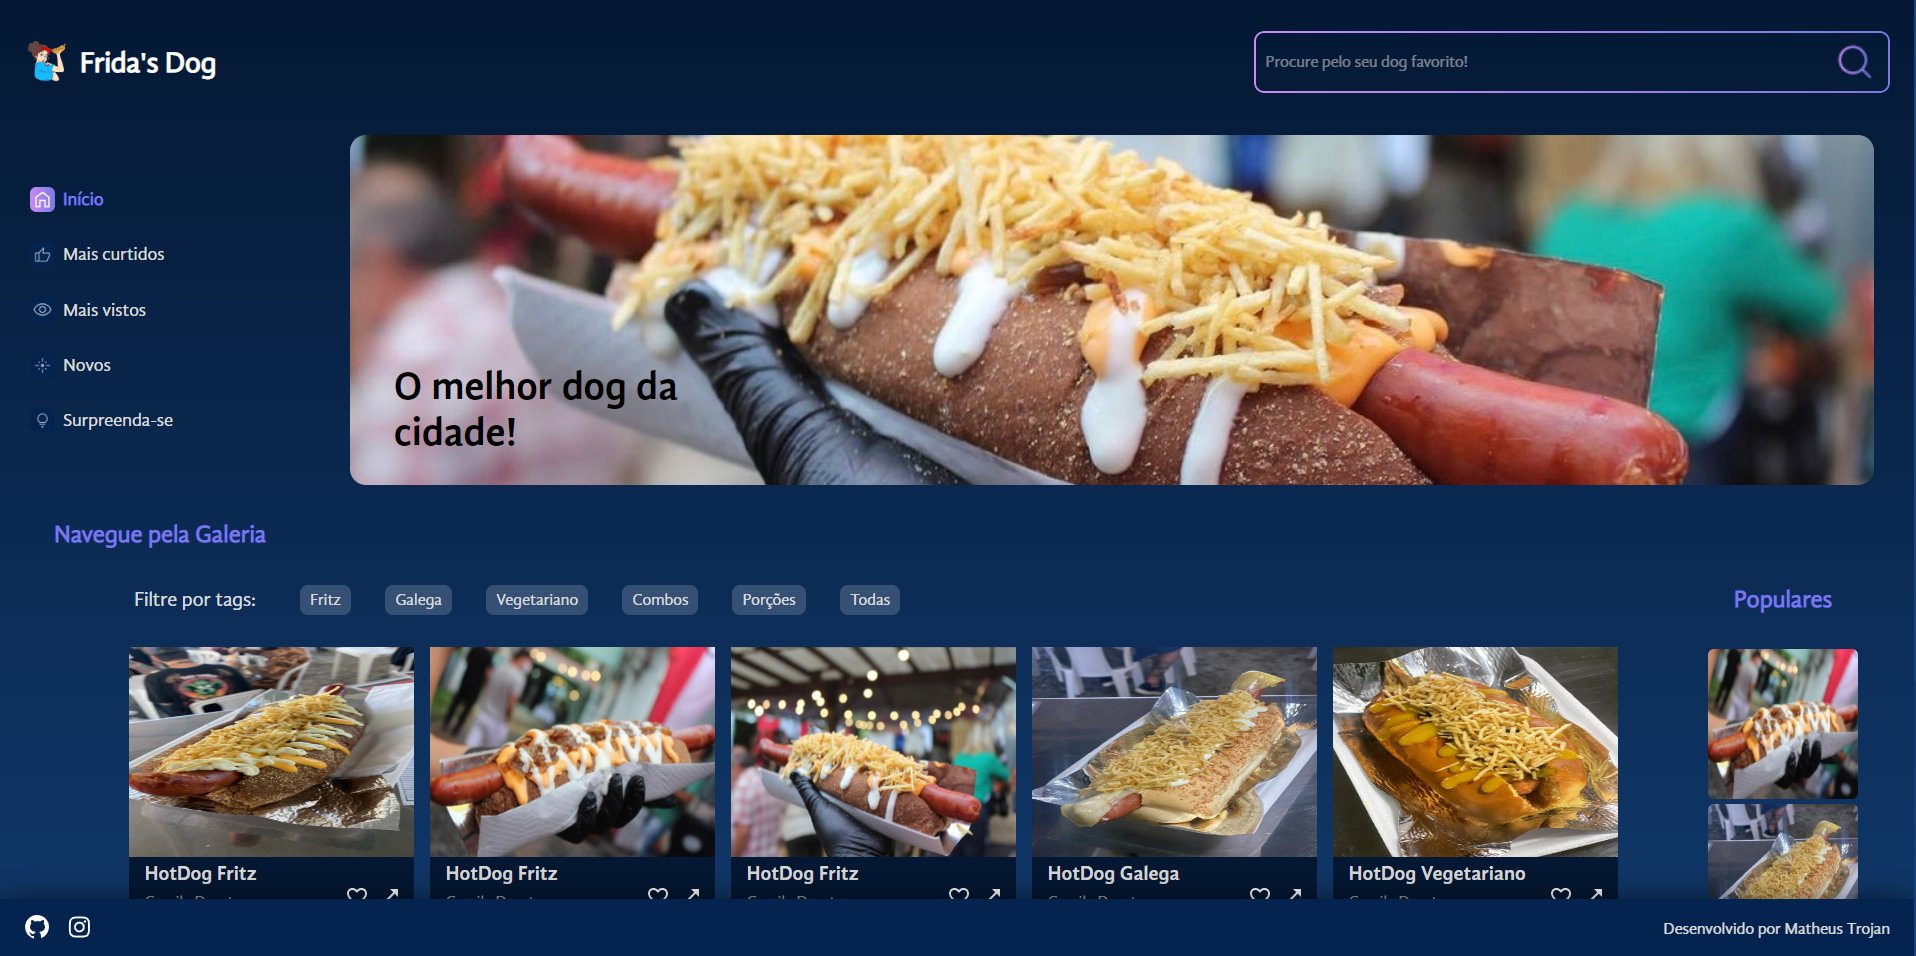 Frida's Dog
Procure pelo seu dog favorito!
Início
Mais curtidos
Mais vistos
Novos
Surpreenda-se
O melhor dog da
cidade!
Navegue pela Galeria
Filtre por tags: Fritz Galega Vegetariano Combos Porções Todas
Populares
HotDog Fritz
HotDog Fritz
HotDog Fritz
HotDog Galega
HotDog Vegetariano
Desenvolvido por Matheus Trojan